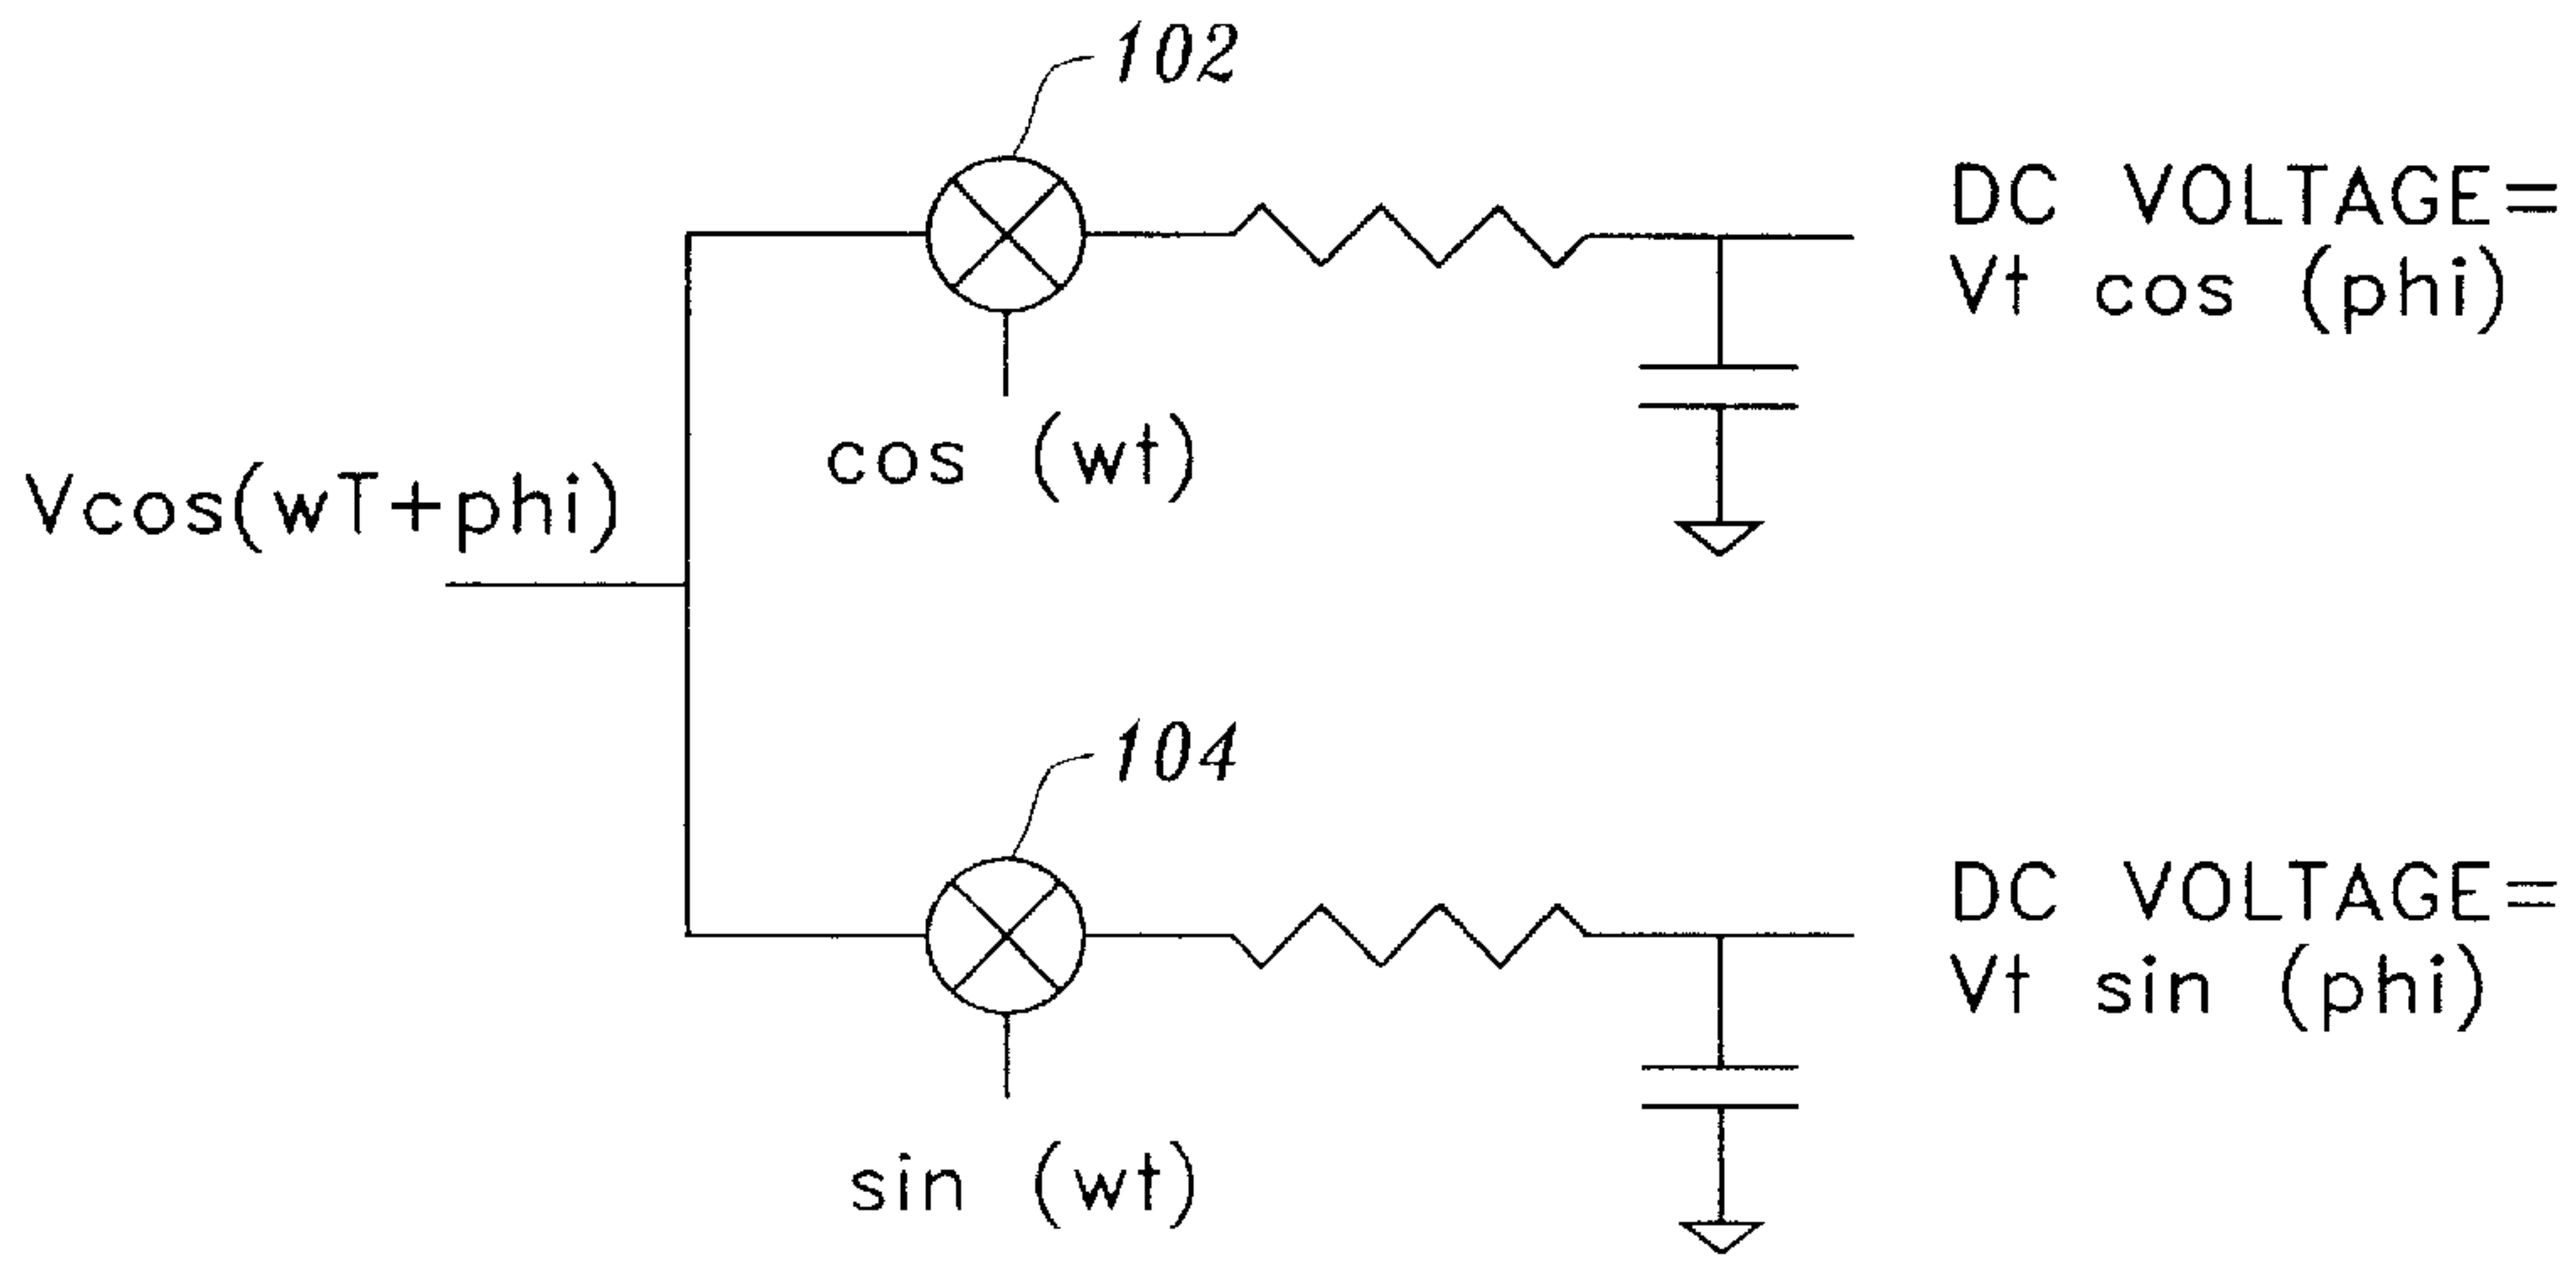 102
DC VOLTAGE=
Vt cos (phi)
cos (wt)
Vcos(wT+phi)
104
DC VOLTAGE=
Vt sin (phi)
sin (wt)